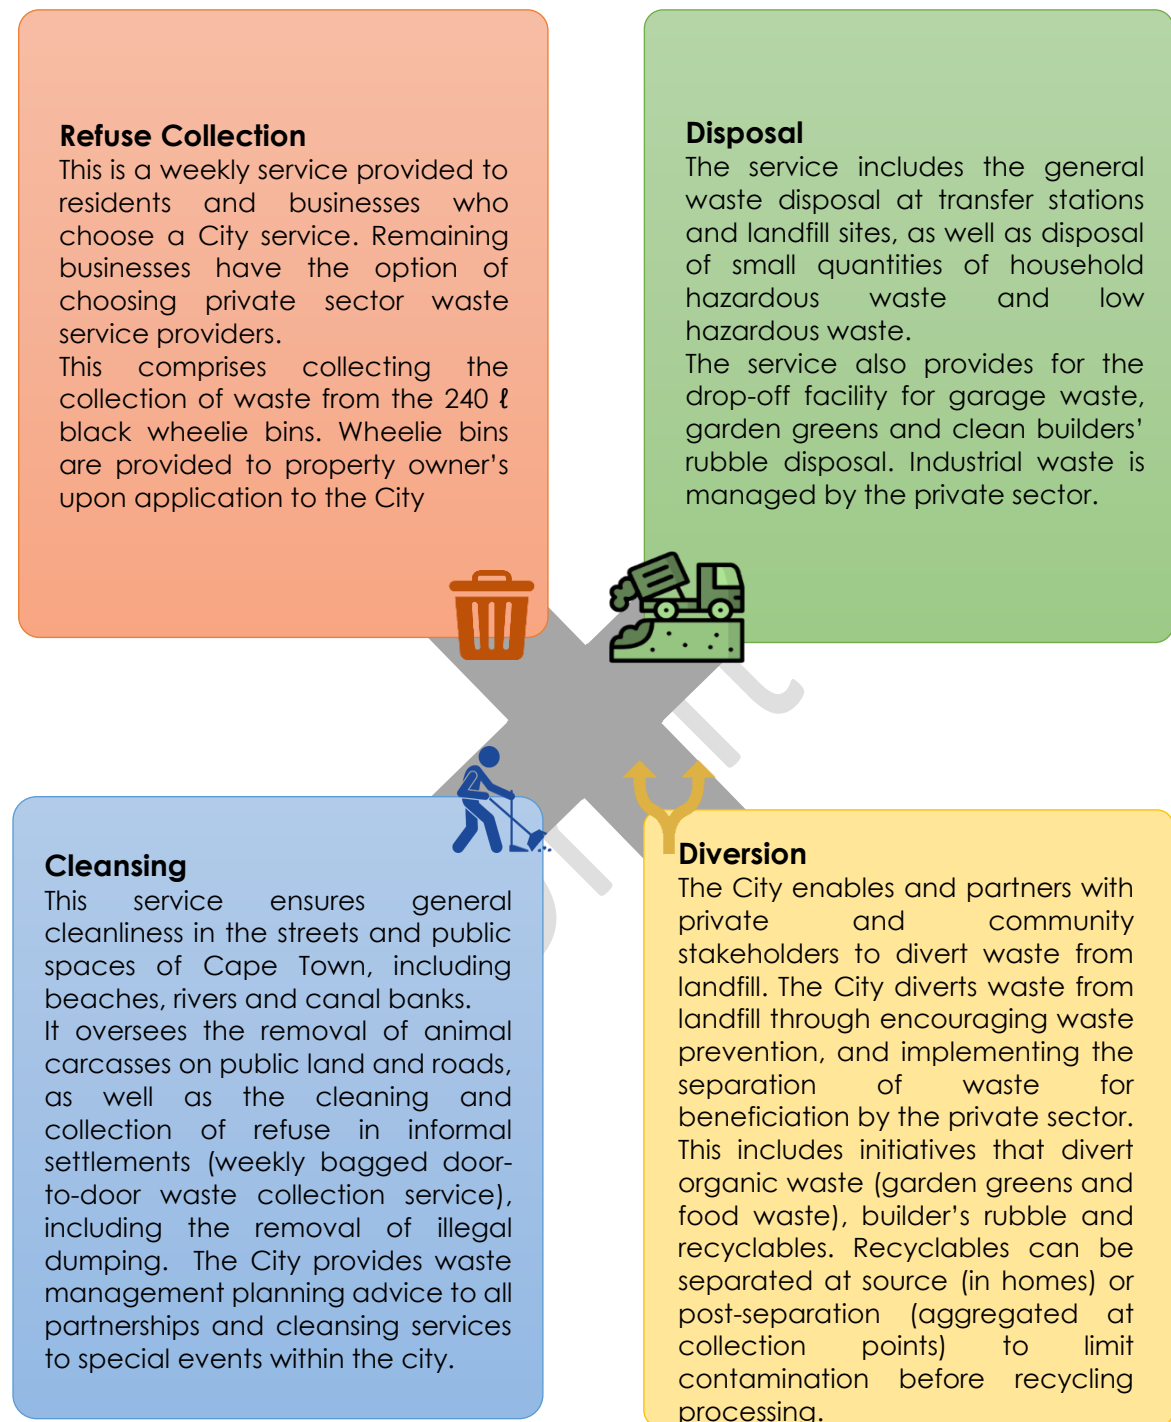 Refuse Collection
This is a weekly service provided to
residents and businesses who
choose a City service. Remaining
businesses have the option of
choosing private sector waste
service providers.
This comprises collecting the
collection of waste from the 240 ℓ
black wheelie bins. Wheelie bins
are provided to property owner's
upon application to the City
Disposal
The service includes the general
waste disposal at transfer stations
and landfill sites, as well as disposal
of small quantities of household
hazardous waste and low
hazardous waste.
The service also provides for the
drop-off facility for garage waste,
garden greens and clean builders'
rubble disposal. Industrial waste is
managed by the private sector.
Cleansing
This service ensures general
cleanliness in the streets and public
spaces of Cape Town, including
beaches, rivers and canal banks.
It oversees the removal of animal
carcasses on public land and roads,
as well as the cleaning and
collection of refuse in informal
settlements (weekly bagged door-
to-door waste collection service),
including the removal of illegal
dumping. The City provides waste
management planning advice to all
partnerships and cleansing services
to special events within the city.
Diversion
The City enables and partners with
private and community
stakeholders to divert waste from
landfill. The City diverts waste from
landfill through encouraging waste
prevention, and implementing the
separation of waste for
beneficiation by the private sector.
This includes initiatives that divert
organic waste (garden greens and
food waste), builder's rubble and
recyclables. Recyclables can be
separated at source (in homes) or
post-separation (aggregated at
collection points) to limit
contamination before recycling
processing.